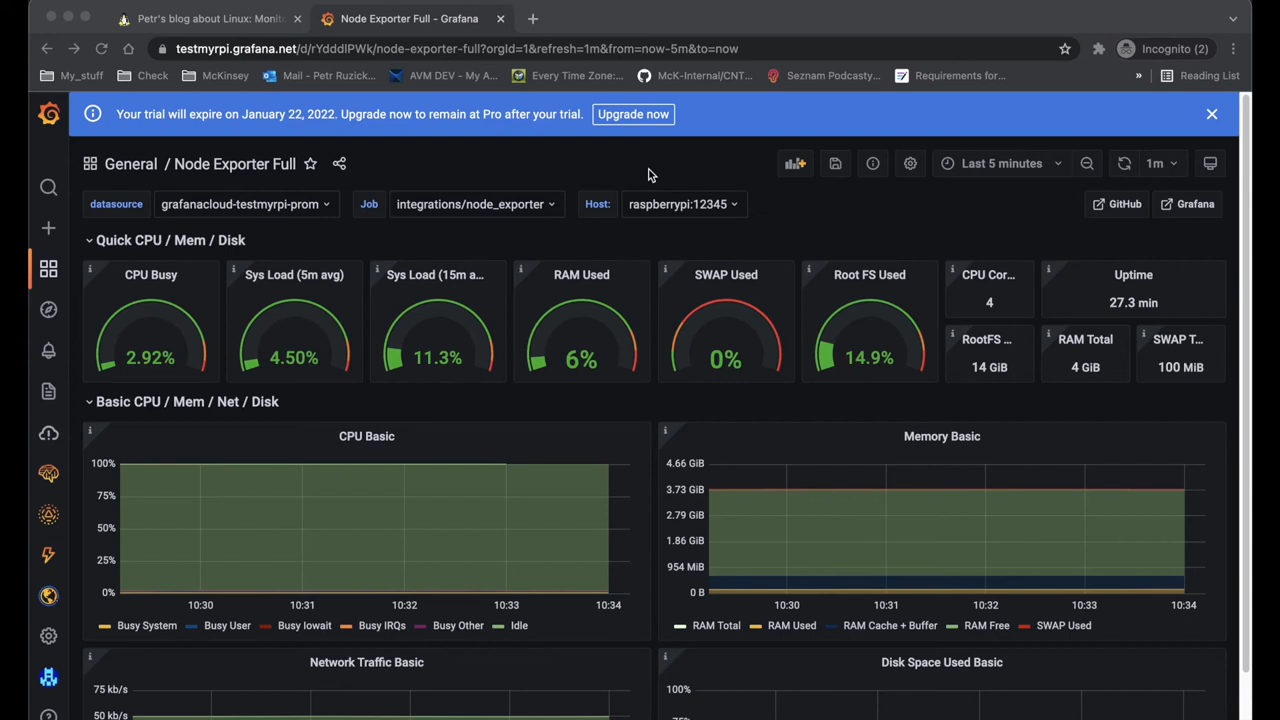 Petr's blog about Linux: Monit
Node Exporter Full - Grafana
testmyrpi.grafana.net/d/rYdddlPWk/node-exporter-full?orgId=1&refresh=1m&from=now-5m&to=now
Incognito (2)
My_stuff
Check
McKinsey
Mail – Petr Ruzick...
AVM DEV - My A...
Every Time Zone:...
McK-Internal/CNT...
Seznam Podcasty...
Requirements for...
»
Reading List
Your trial will expire on January 22, 2022. Upgrade now to remain at Pro after your trial.
Upgrade now
General / Node Exporter Full
Last 5 minutes
1m
datasource
grafanacloud-testmyrpi-prom
Job
integrations/node_exporter
Host:
raspberrypi:12345
GitHub
Grafana
Quick CPU / Mem / Disk
CPU Busy
2.92%
Sys Load (5m avg)
4.50%
Sys Load (15m a...
11.3%
RAM Used
6%
SWAP Used
0%
Root FS Used
14.9%
CPU Cor...
4
Uptime
27.3 min
RootFS ...
14 GiB
RAM Total
4 GiB
SWAP T...
100 MiB
Basic CPU / Mem / Net / Disk
CPU Basic
100%
75%
50%
25%
0%
10:30
10:31
10:32
10:33
10:34
Busy System
Busy User
Busy Iowait
Busy IRQs
Busy Other
Idle
Memory Basic
4.66 GiB
3.73 GiB
2.79 GiB
1.86 GiB
954 MiB
0 B
10:30
10:31
10:32
10:33
10:34
RAM Total
RAM Used
RAM Cache + Buffer
RAM Free
SWAP Used
Network Traffic Basic
75 kb/s
50 kb/s
Disk Space Used Basic
100%